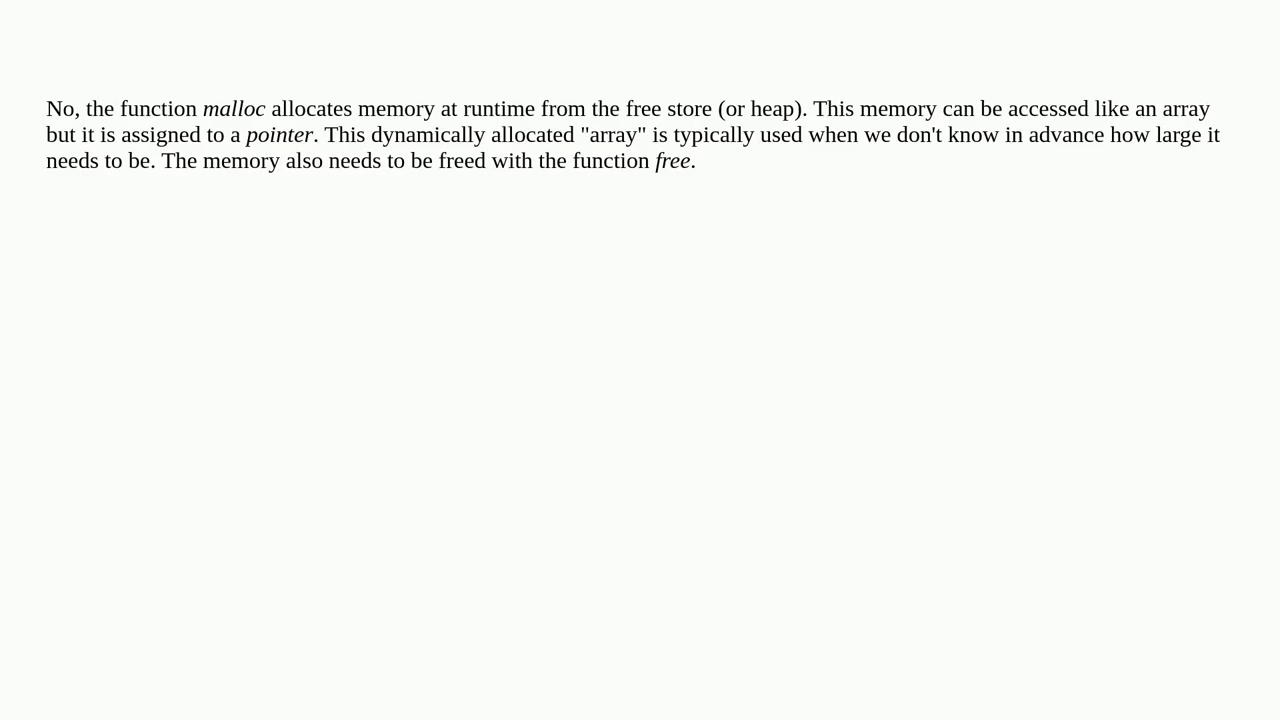 No, the function malloc allocates memory at runtime from the free store (or heap). This memory can be accessed like an array
but it is assigned to a pointer. This dynamically allocated "array" is typically used when we don't know in advance how large it
needs to be. The memory also needs to be freed with the function free.